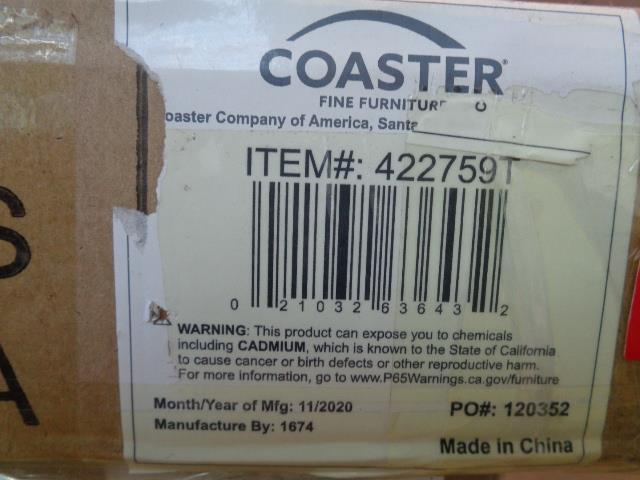 COASTER®
FINE FURNITURE
oaster Company of America, Santa
ITEM#: 422759T
0 21032 63643 2
WARNING: This product can expose you to chemicals
including CADMIUM, which is known to the State of California
to cause cancer or birth defects or other reproductive harm.
For more information, go to www.P65Warnings.ca.gov/furniture
Month/Year of Mfg: 11/2020
PO#: 120352
Manufacture By: 1674
Made in China
S
A